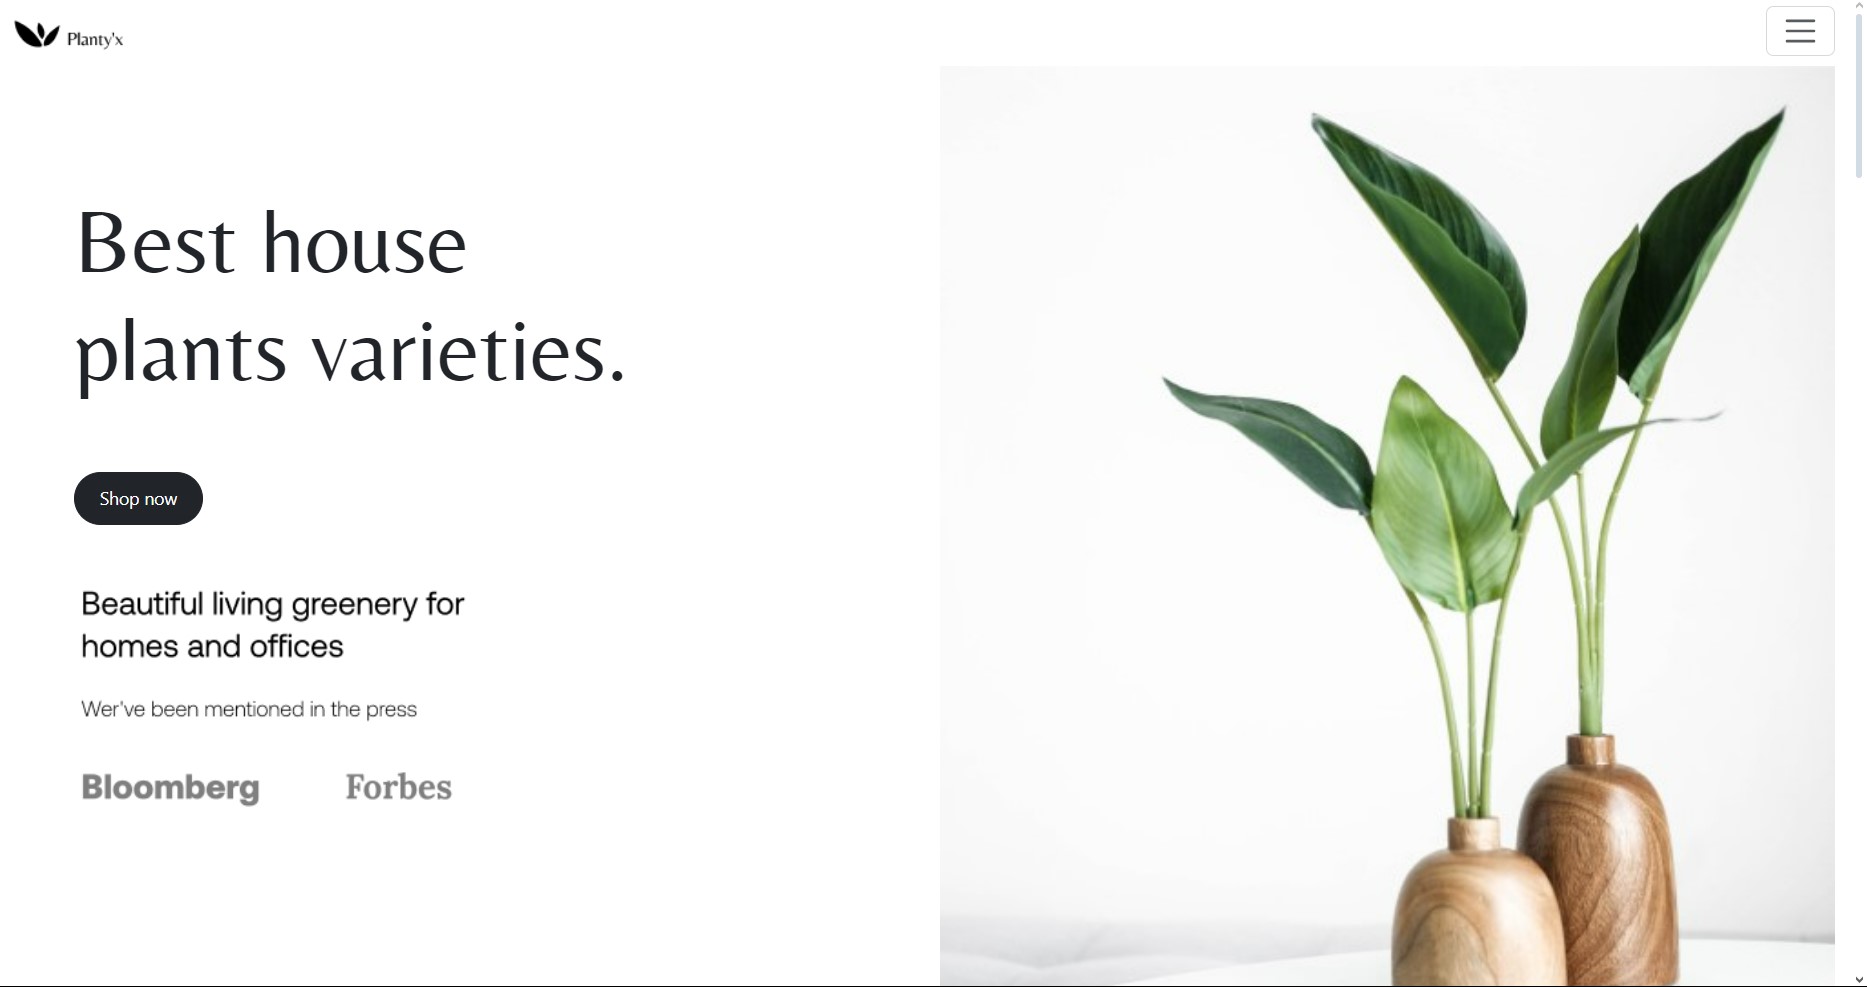 Planty'x
Best house
plants varieties.
Shop now
Beautiful living greenery for
homes and offices
Wer've been mentioned in the press
Bloomberg Forbes